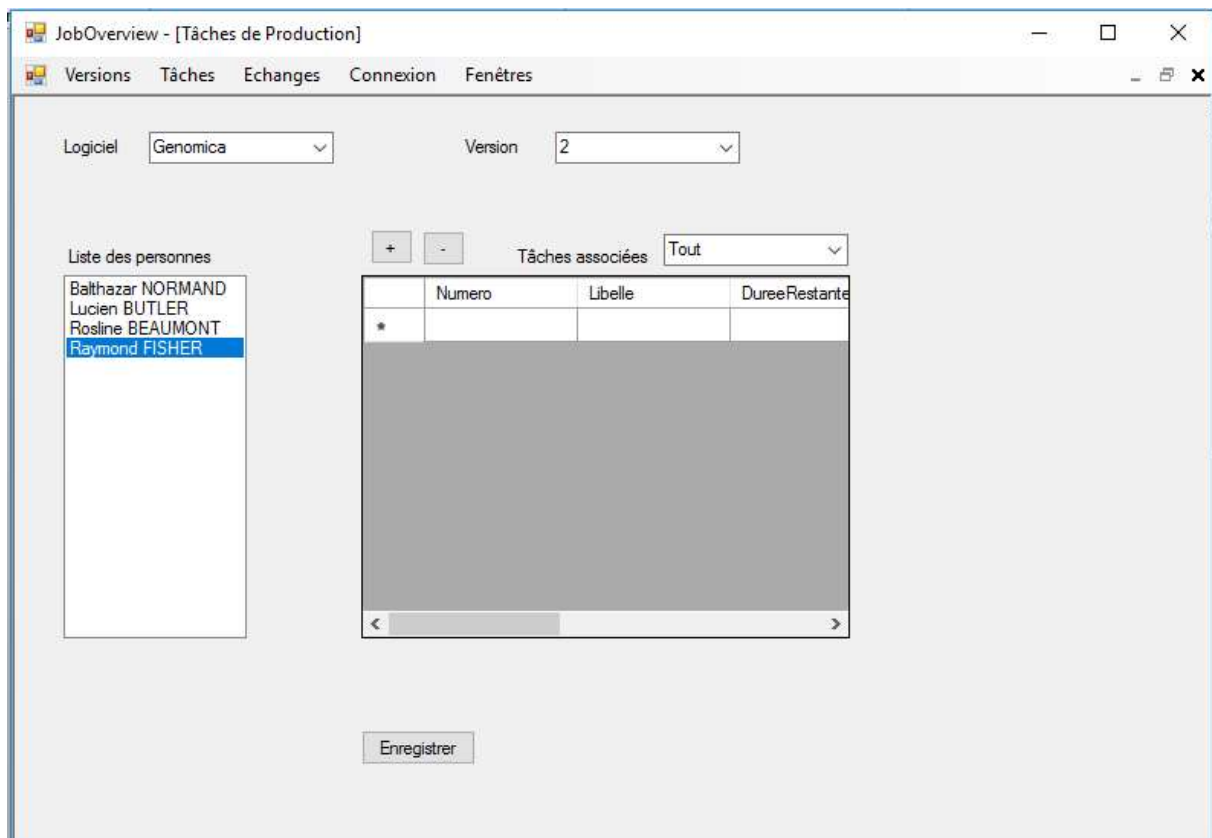 JobOverview - [Tâches de Production]
Versions Tâches Echanges Connexion Fenêtres
Logiciel Genomica Version 2
+ - Tâches associées Tout
Liste des personnes
Numero Libelle DureeRestante
*
Balthazar NORMAND
Lucien BUTLER
Rosline BEAUMONT
Raymond FISHER
Enregistrer